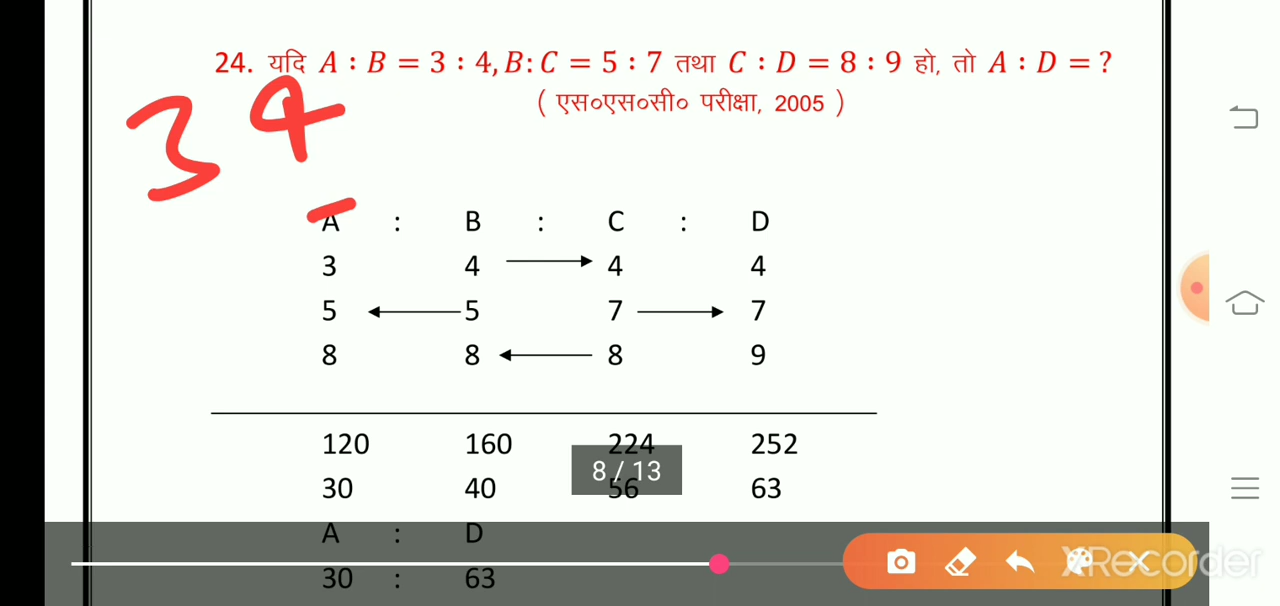 24. यदि A : B = 3 : 4, B: C = 5 : 7 तथा C : D = 8 : 9 हो, तो A : D = ?
( एस०एस०सी० परीक्षा, 2005 )
3 4
A : B : C : D
3 4 4 4
5 5 7 7
8 8 8 9
120 160 224 252
8 / 13
30 40 56 63
A : D
30 : 63
XRecorder